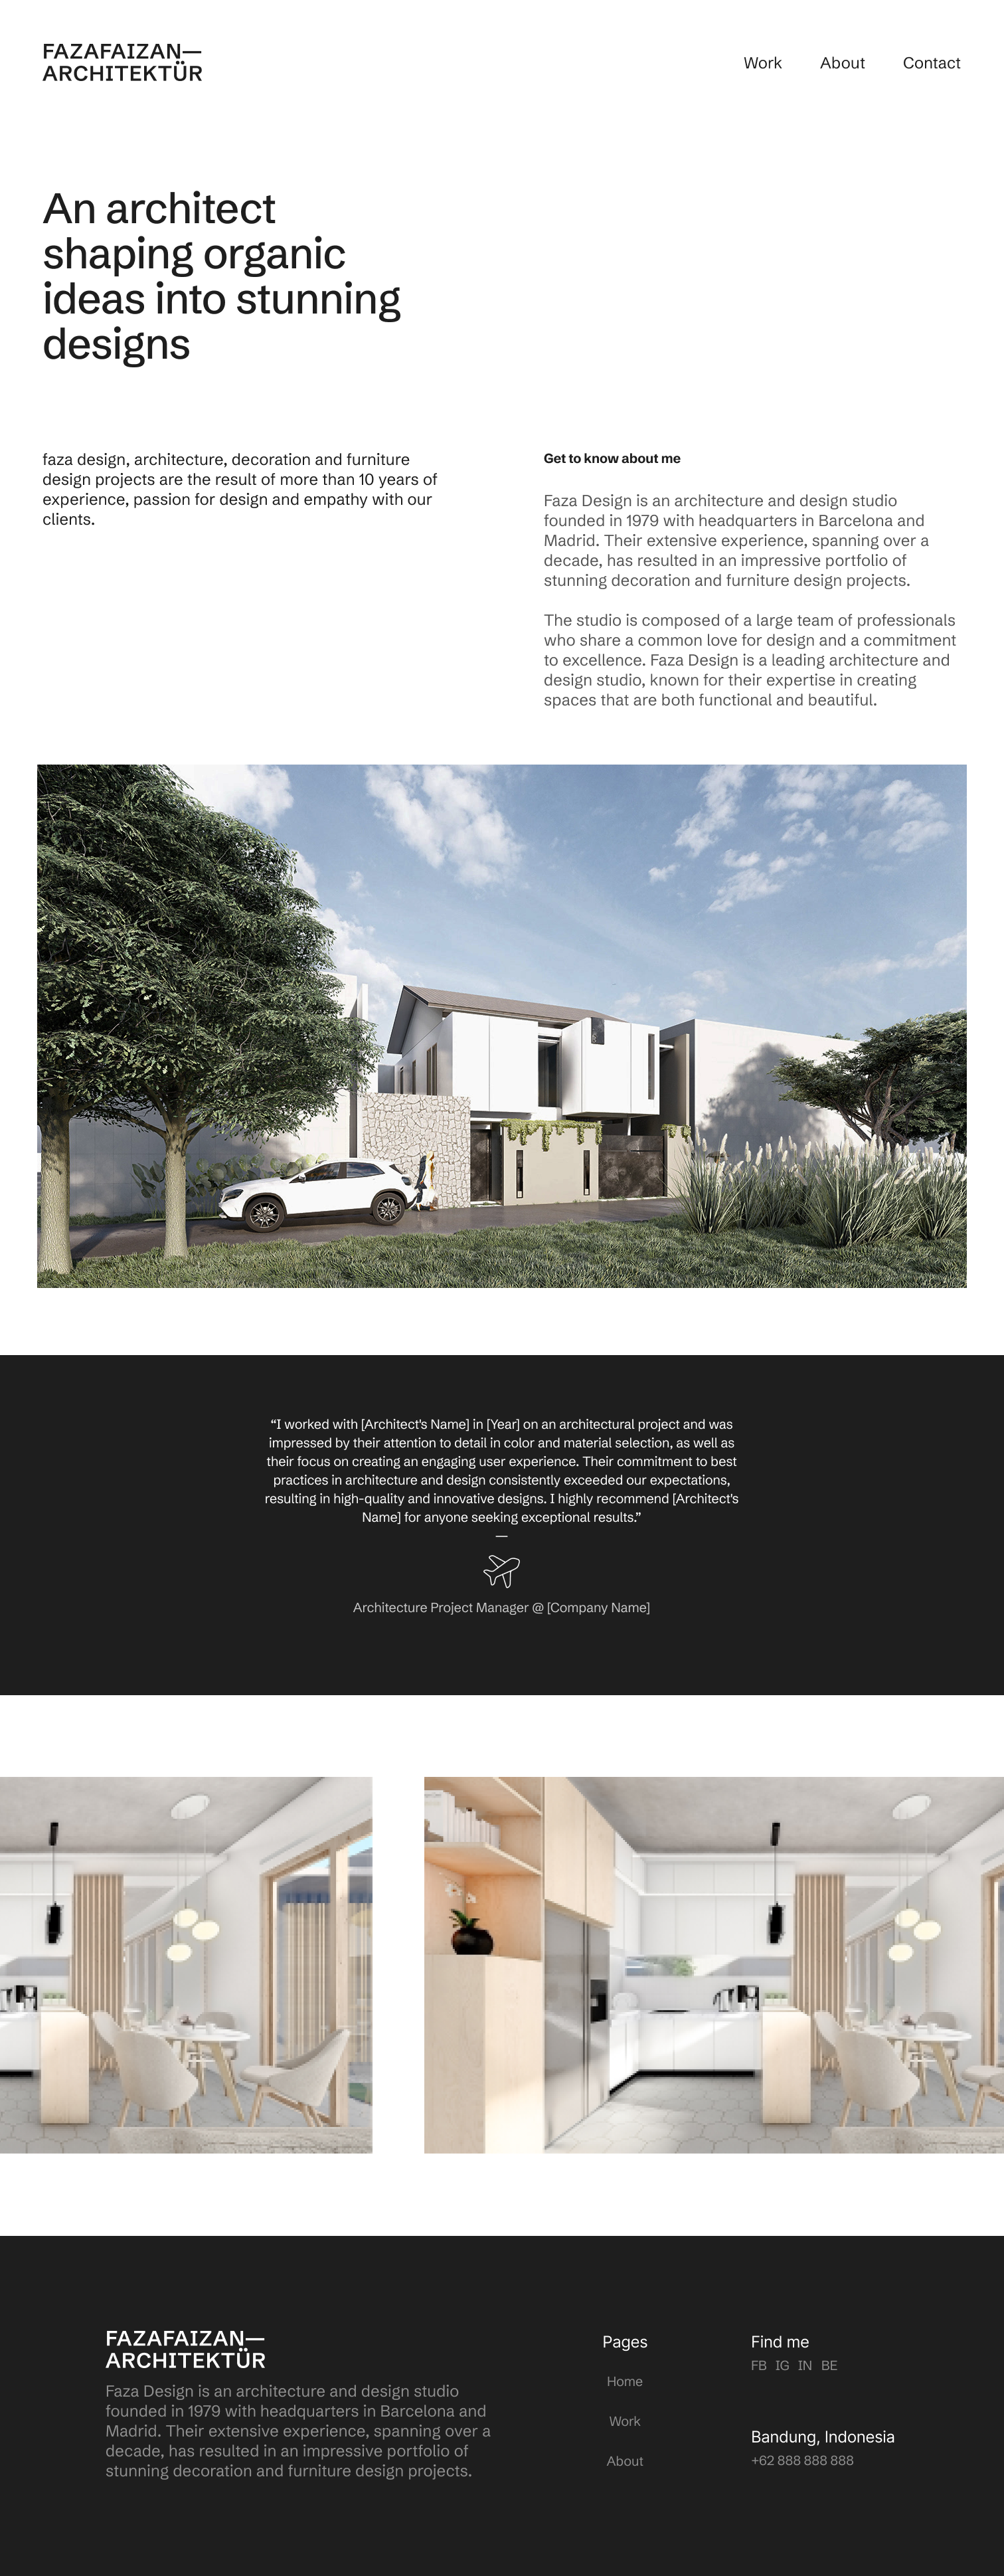 FAZAFAIZAN—
ARCHITEKTÜR
Work About Contact
An architect
shaping organic
ideas into stunning
designs
faza design, architecture, decoration and furniture
design projects are the result of more than 10 years of
experience, passion for design and empathy with our
clients.
Get to know about me
Faza Design is an architecture and design studio
founded in 1979 with headquarters in Barcelona and
Madrid. Their extensive experience, spanning over a
decade, has resulted in an impressive portfolio of
stunning decoration and furniture design projects.
The studio is composed of a large team of professionals
who share a common love for design and a commitment
to excellence. Faza Design is a leading architecture and
design studio, known for their expertise in creating
spaces that are both functional and beautiful.
“I worked with [Architect's Name] in [Year] on an architectural project and was
impressed by their attention to detail in color and material selection, as well as
their focus on creating an engaging user experience. Their commitment to best
practices in architecture and design consistently exceeded our expectations,
resulting in high-quality and innovative designs. I highly recommend [Architect's
Name] for anyone seeking exceptional results.”
—
Architecture Project Manager @ [Company Name]
FAZAFAIZAN—
ARCHITEKTÜR
Faza Design is an architecture and design studio
founded in 1979 with headquarters in Barcelona and
Madrid. Their extensive experience, spanning over a
decade, has resulted in an impressive portfolio of
stunning decoration and furniture design projects.
Pages
Home
Work
About
Find me
FB IG IN BE
Bandung, Indonesia
+62 888 888 888